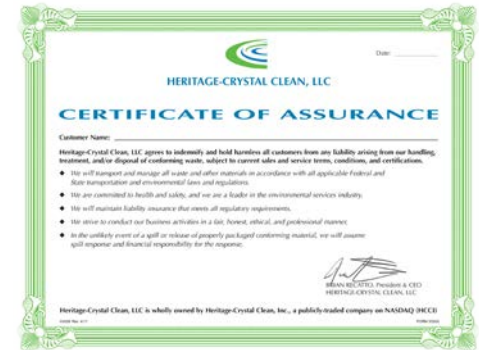 Date:
HERITAGE-CRYSTAL CLEAN, LLC
CERTIFICATE OF ASSURANCE
Customer Name:
Heritage-Crystal Clean, LLC agrees to indemnify and hold harmless all customers from any liability arising from our handling,
treatment, and/or disposal of conforming waste, subject to current sales and service terms, conditions, and certifications.
◆ We will transport and manage all waste and other materials in accordance with all applicable Federal and
State transportation and environmental laws and regulations.
◆ We are committed to health and safety, and we are a leader in the environmental services industry.
◆ We will maintain liability insurance that meets all regulatory requirements.
◆ We strive to conduct our business activities in a fair, honest, ethical, and professional manner.
◆ In the unlikely event of a spill or release of properly packaged conforming material, we will assume
spill response and financial responsibility for the response.
BRIAN RECATTO, President & CEO
HERITAGE-CRYSTAL CLEAN, LLC
Heritage-Crystal Clean, LLC is wholly owned by Heritage-Crystal Clean, Inc., a publicly-traded company on NASDAQ (HCCI)